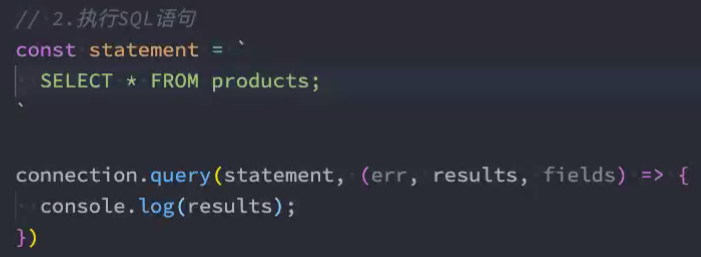 // 2.执行SQL语句
const statement = `
  SELECT * FROM products;
`
connection.query(statement, (err, results, fields) => {
  console.log(results);
})